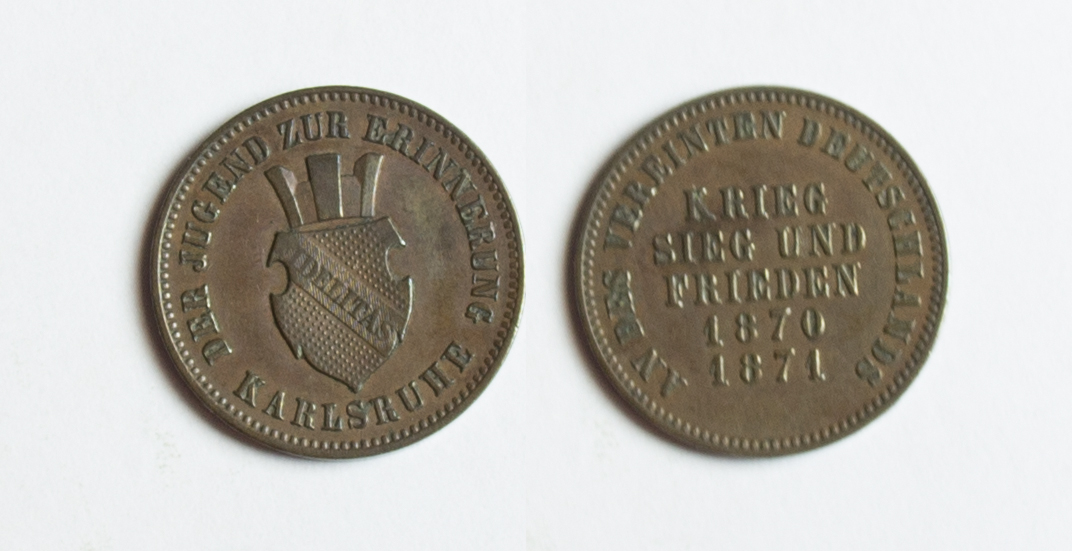 DER JUGEND ZUR ERINNERUNG
FIDELITAS
KARLSRUHE
AN DES VEREINTEN DEUTSCHLANDS
KRIEG
SIEG UND
FRIEDEN
1870
1871